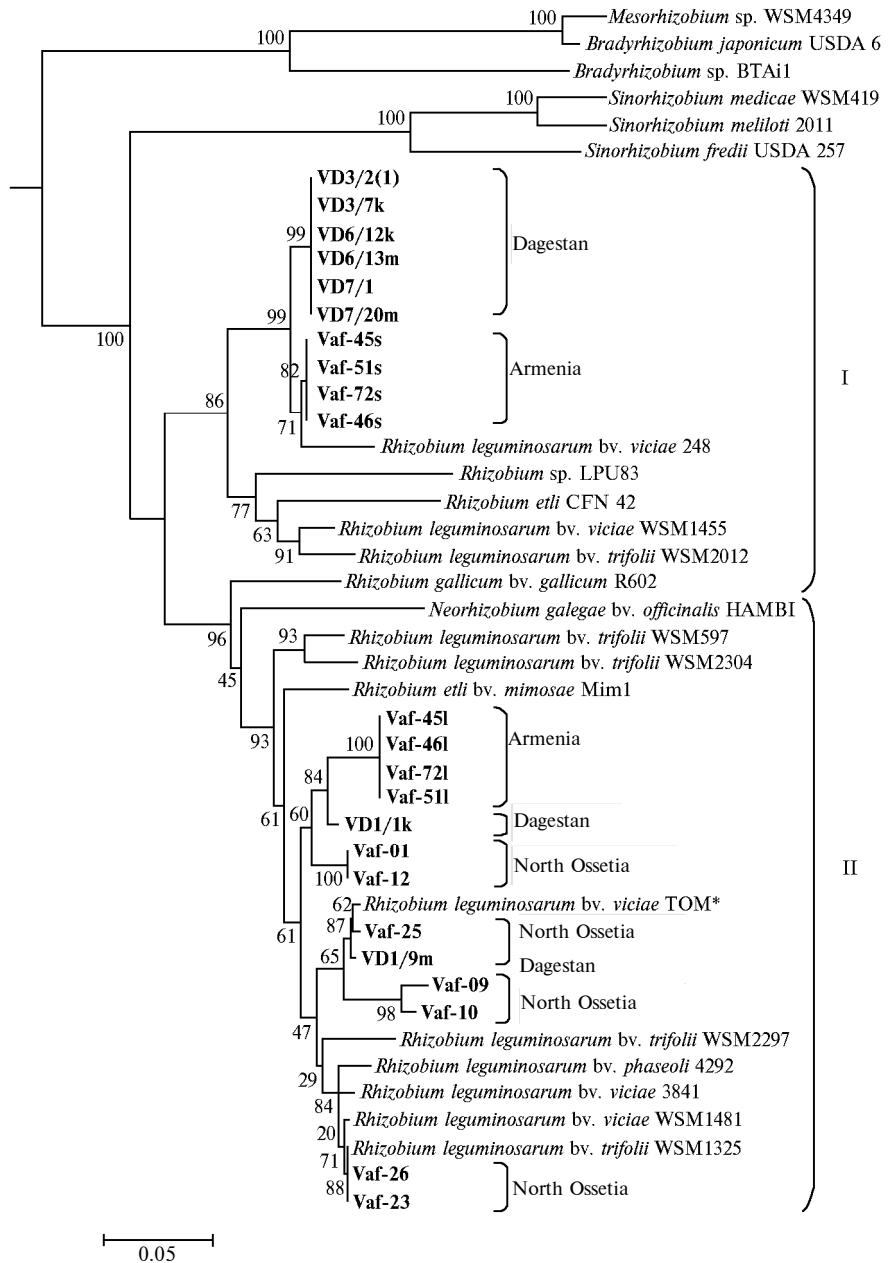 100
Mesorhizobium sp. WSM4349
100
Bradyrhizobium japonicum USDA 6
Bradyrhizobium sp. BTAi1
100
Sinorhizobium medicae WSM419
100
Sinorhizobium meliloti 2011
Sinorhizobium fredii USDA 257
VD3/2(1)
VD3/7k
99
VD6/12k
Dagestan
VD6/13m
VD7/1
99
VD7/20m
100
Vaf-45s
82
Vaf-51s
Armenia
I
86
Vaf-72s
71
Vaf-46s
Rhizobium leguminosarum bv. viciae 248
Rhizobium sp. LPU83
77
Rhizobium etli CFN 42
63
Rhizobium leguminosarum bv. viciae WSM1455
91
Rhizobium leguminosarum bv. trifolii WSM2012
Rhizobium gallicum bv. gallicum R602
Neorhizobium galegae bv. officinalis HAMBI
96
93
Rhizobium leguminosarum bv. trifolii WSM597
Rhizobium leguminosarum bv. trifolii WSM2304
45
Rhizobium etli bv. mimosae Mim1
Vaf-45l
93
100
Vaf-46l
Armenia
84
Vaf-72l
Vaf-51l
61
60
VD1/1k
Dagestan
Vaf-01
North Ossetia
II
100
Vaf-12
62
Rhizobium leguminosarum bv. viciae TOM*
87
61
Vaf-25
North Ossetia
65
VD1/9m
Dagestan
Vaf-09
North Ossetia
98
Vaf-10
47
Rhizobium leguminosarum bv. trifolii WSM2297
Rhizobium leguminosarum bv. phaseoli 4292
29
Rhizobium leguminosarum bv. viciae 3841
84
Rhizobium leguminosarum bv. viciae WSM1481
20
Rhizobium leguminosarum bv. trifolii WSM1325
71
Vaf-26
88
North Ossetia
Vaf-23
0.05